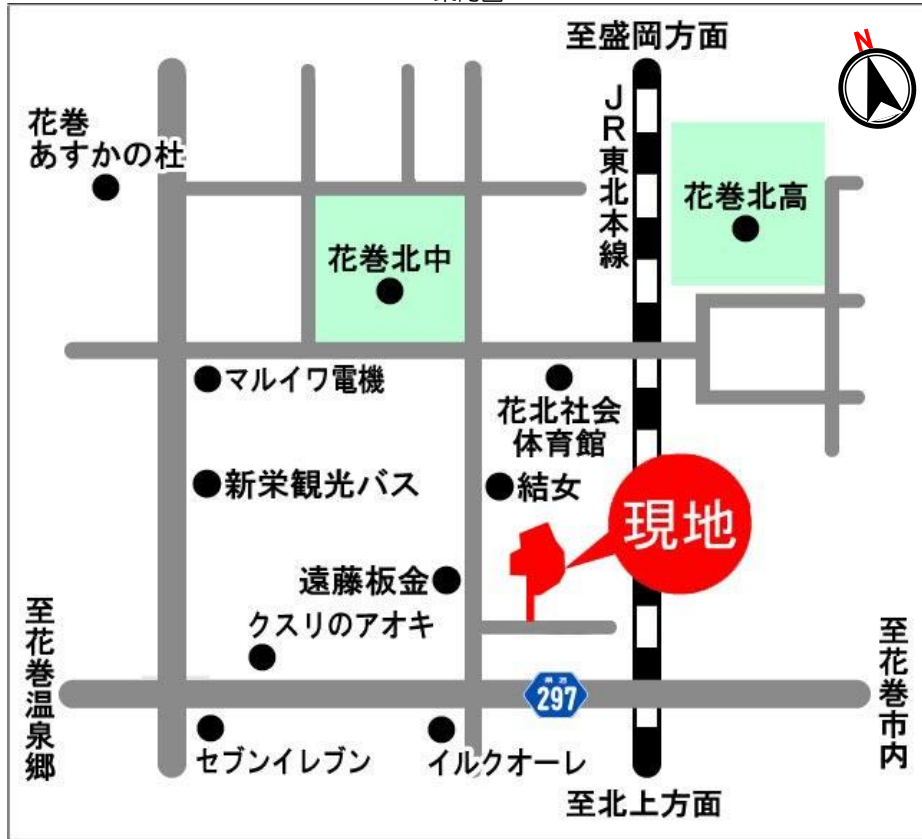 至盛岡方面
N
花巻
あすかの杜
JR東北本線
花巻北高
花巻北中
マルイワ電機
花北社会
体育館
新栄観光バス
結女
現地
遠藤板金
クスリのアオキ
至花巻温泉郷
至花巻市内
297
セブンイレブン
イルクオーレ
至北上方面